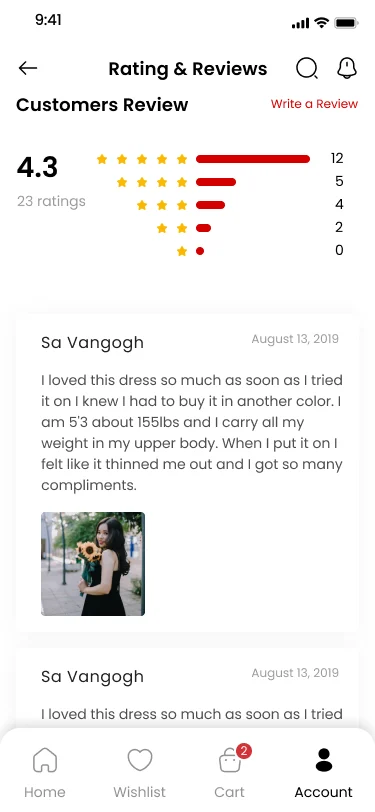 9:41
Rating & Reviews
Customers Review
Write a Review
4.3
23 ratings
12
5
4
2
0
Sa Vangogh
August 13, 2019
I loved this dress so much as soon as I tried
it on I knew I had to buy it in another color. I
am 5'3 about 155lbs and I carry all my
weight in my upper body. When I put it on I
felt like it thinned me out and I got so many
compliments.
Sa Vangogh
August 13, 2019
I loved this dress so much as soon as I tried
2
Home
Wishlist
Cart
Account